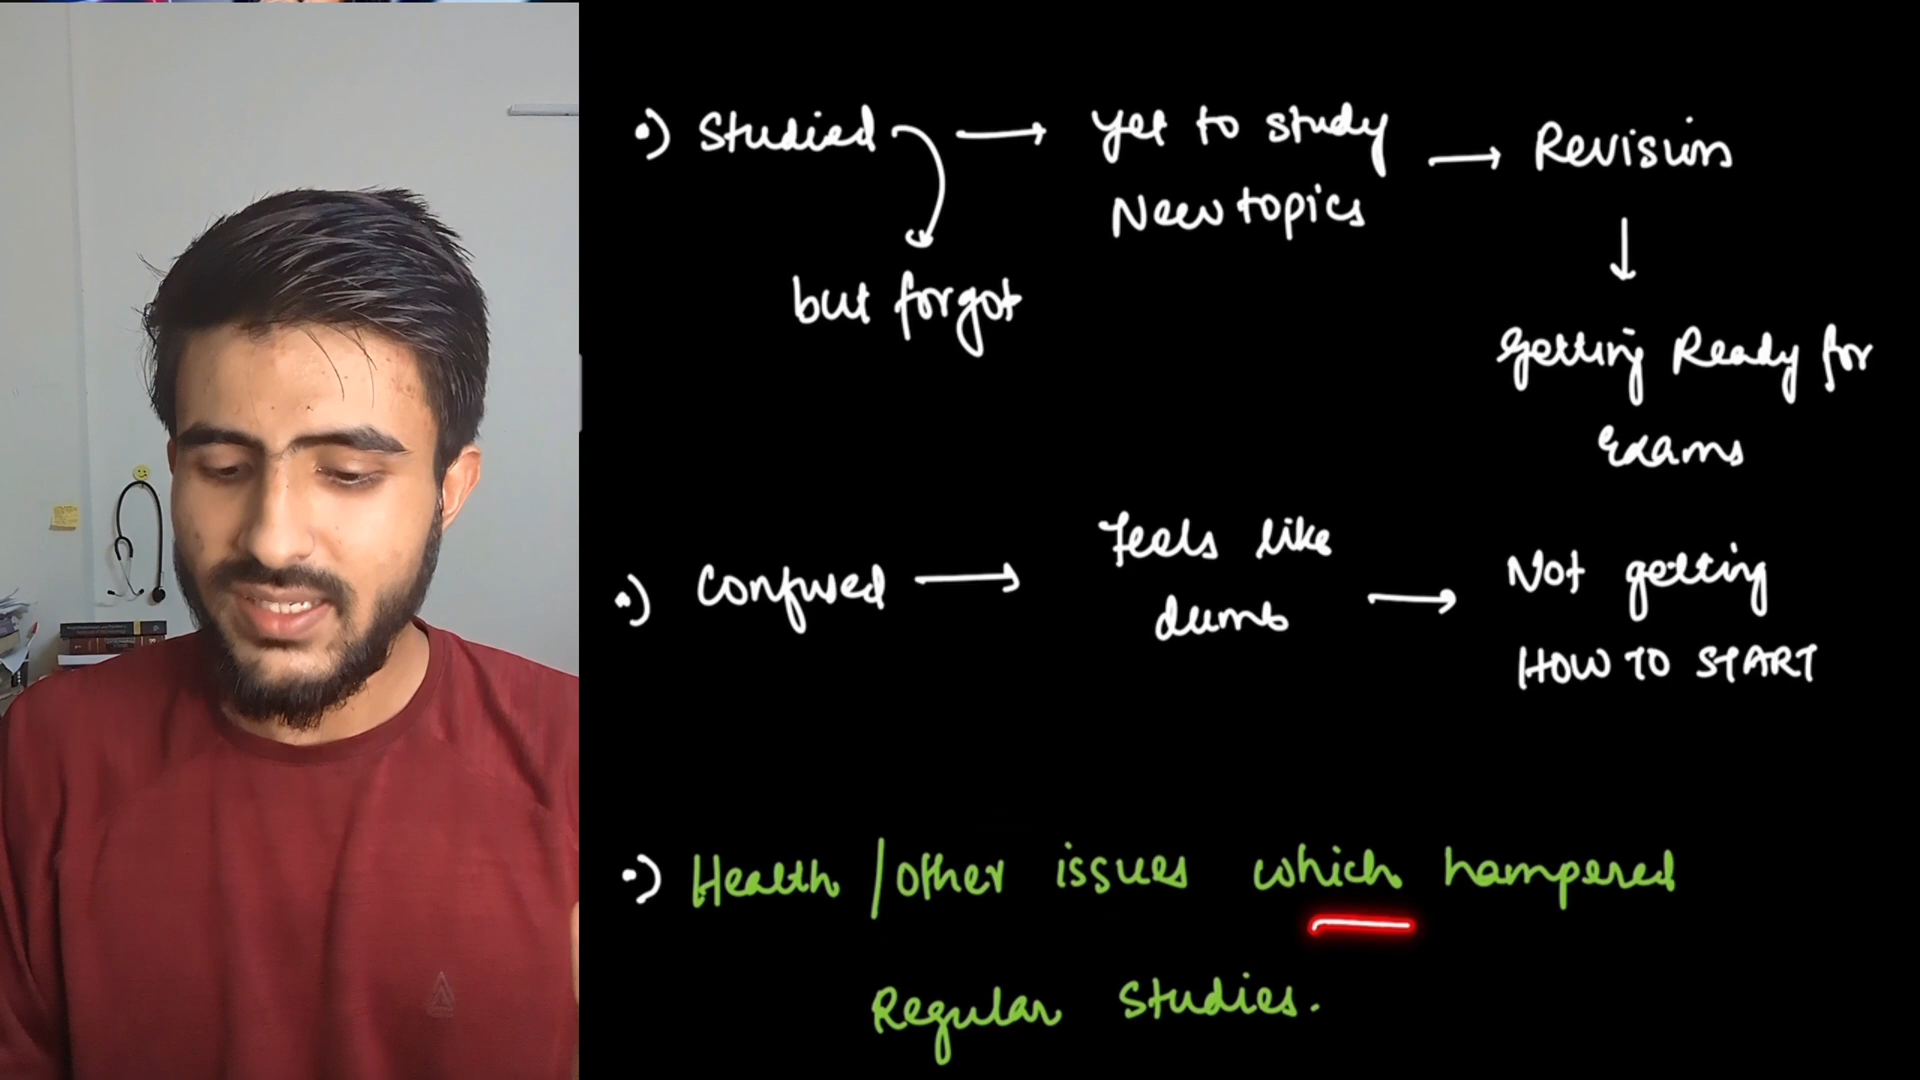 •) Studied → yet to study → Revision
New topics
but forgot
↓
Getting Ready for
Exams
•) Confused → Feels like → Not getting
dumb
HOW TO START
•) Health / other issues which hampered
Regular studies.